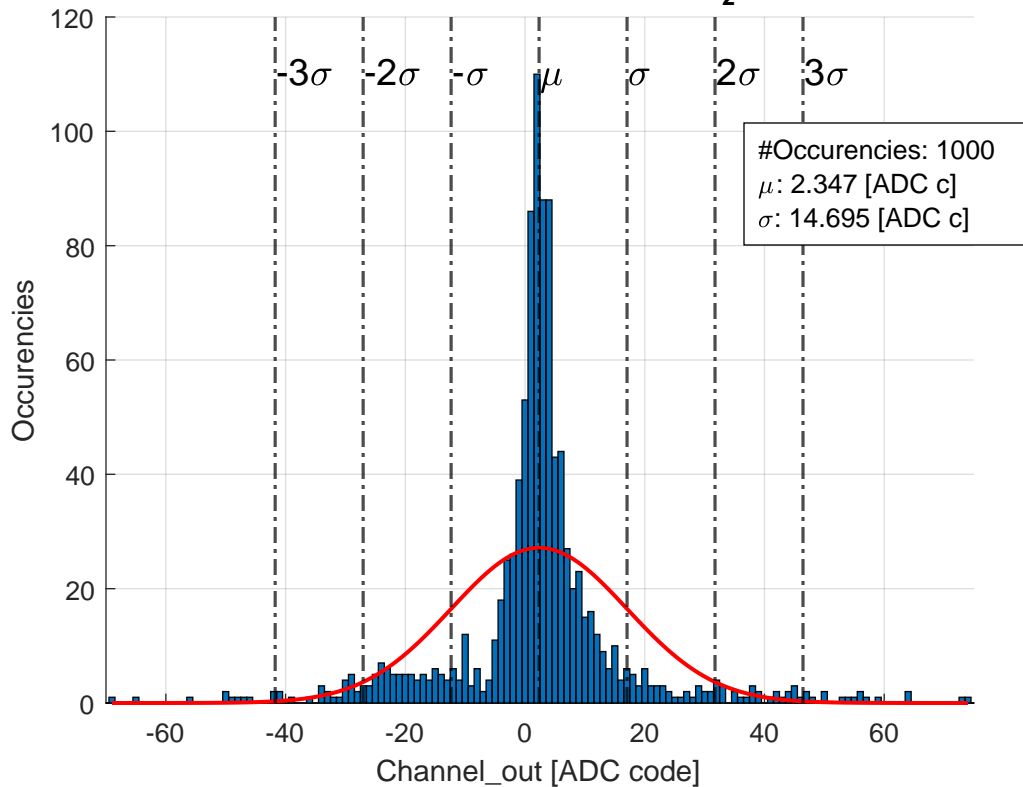 2
120
100
80
60
40
20
0
-3σ
-2σ
-σ
μ
σ
2σ
3σ
#Occurencies: 1000
μ: 2.347 [ADC c]
σ: 14.695 [ADC c]
Occurencies
-60
-40
-20
0
20
40
60
Channel_out [ADC code]